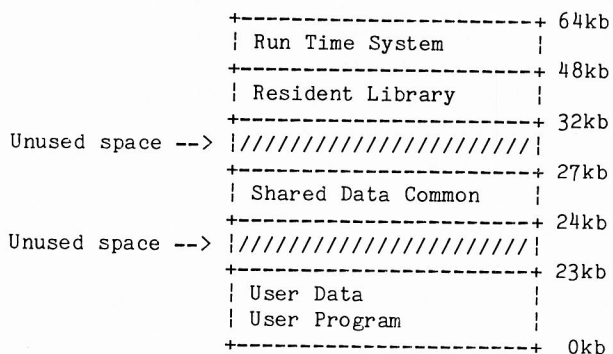 64kb
Run Time System
48kb
Resident Library
32kb
Unused space --> |//////////////////////|
27kb
Shared Data Common
24kb
Unused space --> |//////////////////////|
23kb
User Data
User Program
0kb